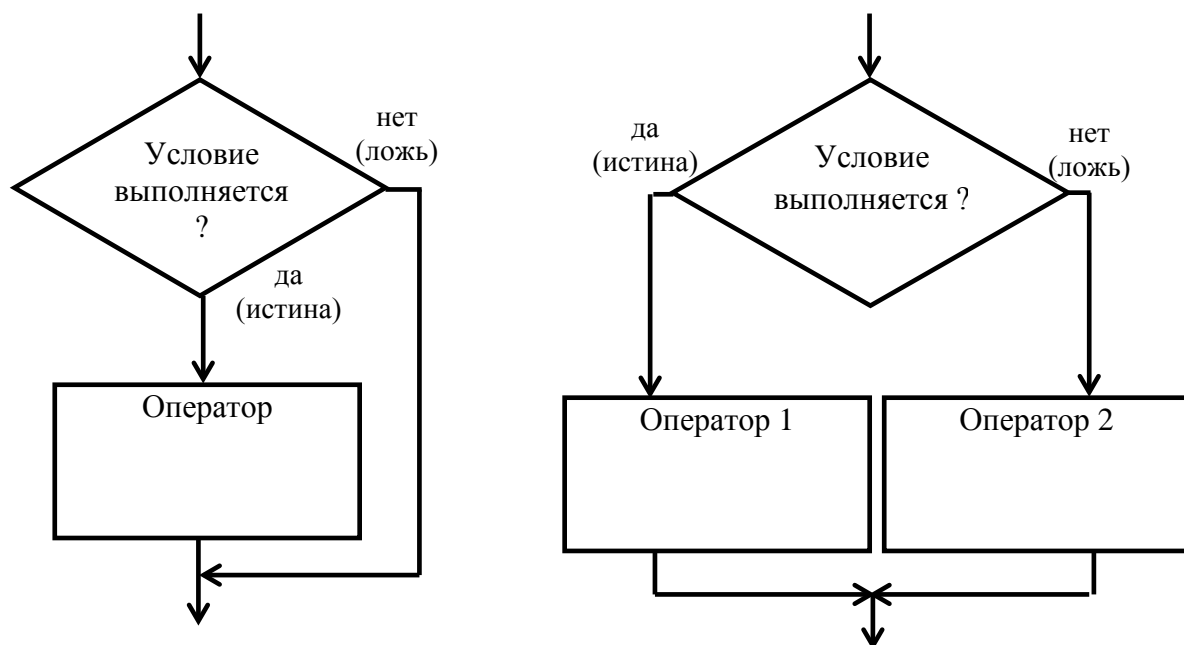 нет
(ложь)
Условие
выполняется
?
да
(истина)
Оператор
да
(истина)
Условие
выполняется ?
нет
(ложь)
Оператор 1
Оператор 2